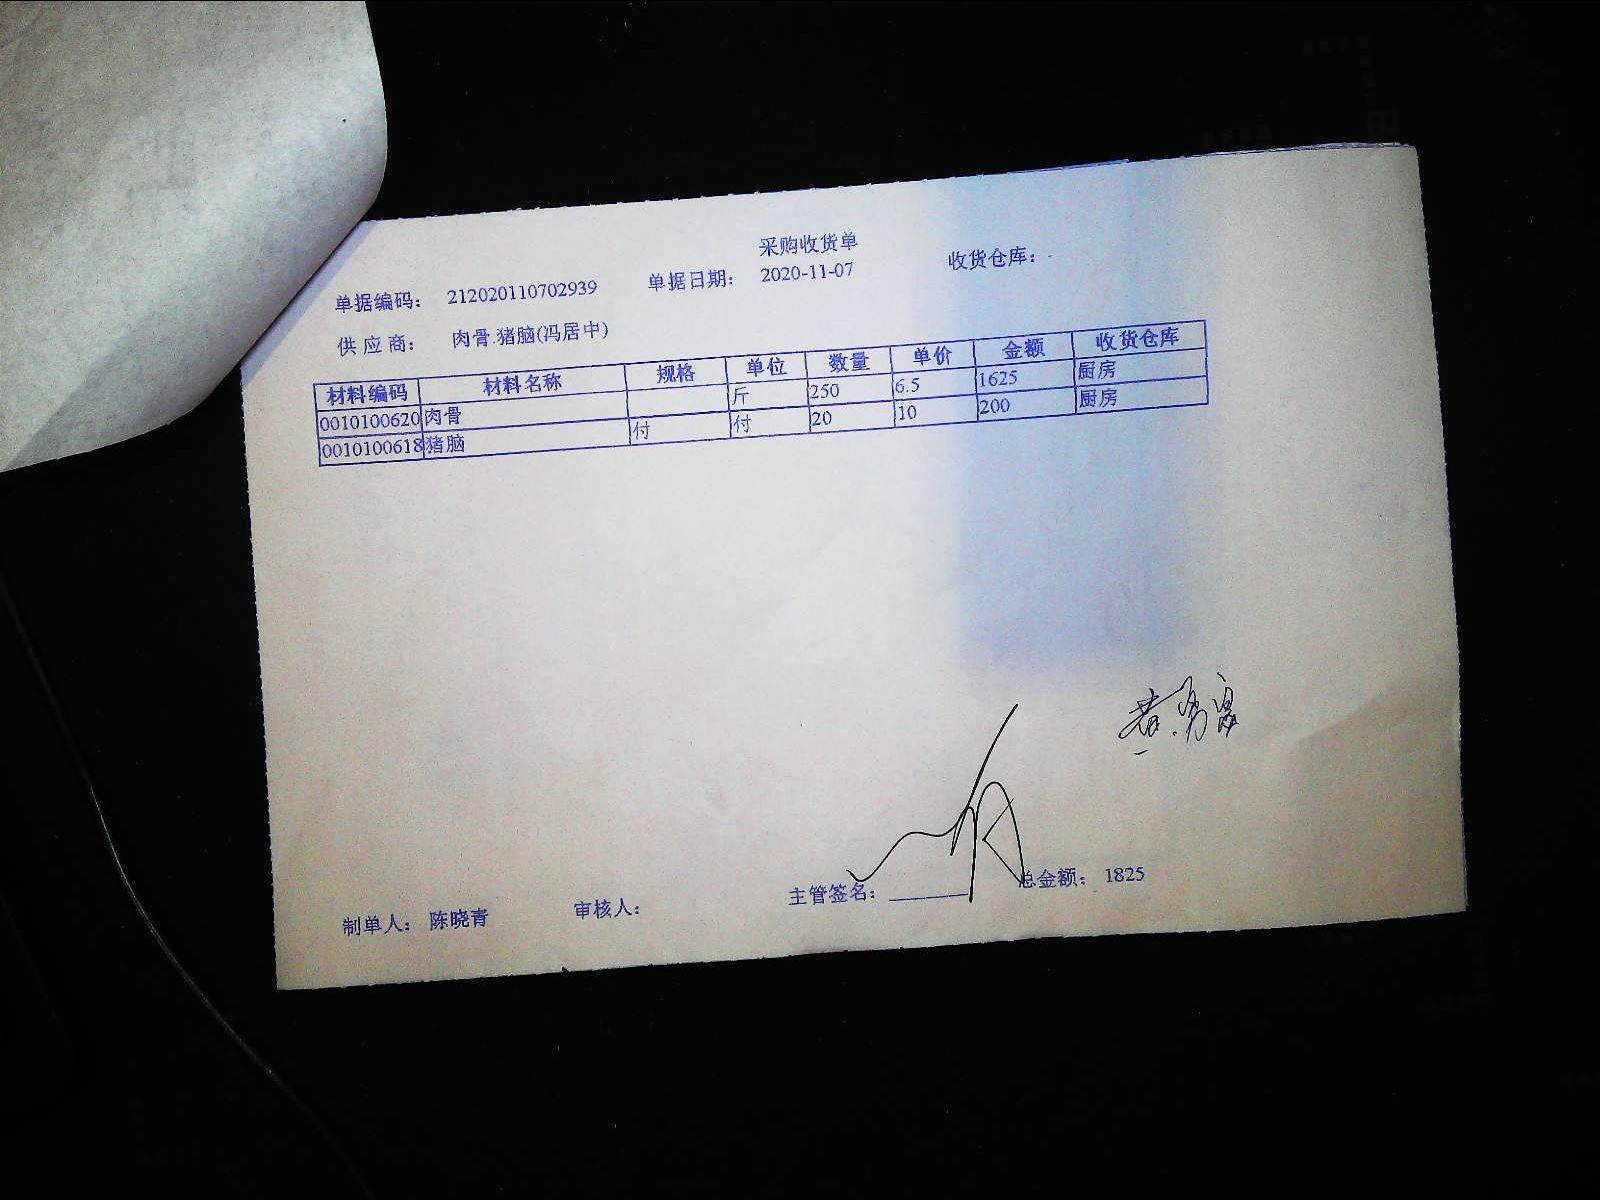 采购收货单
单据编码： 212020110702939 单据日期： 2020-11-07 收货仓库：
供应商： 肉骨.猪脑(冯居中)
材料编码 材料名称 规格 单位 数量 单价 金额 收货仓库
0010100620 肉骨 斤 250 6.5 1625 厨房
0010100618 猪脑 付 付 20 10 200 厨房
制单人： 陈晓青 审核人： 主管签名： 总金额： 1825